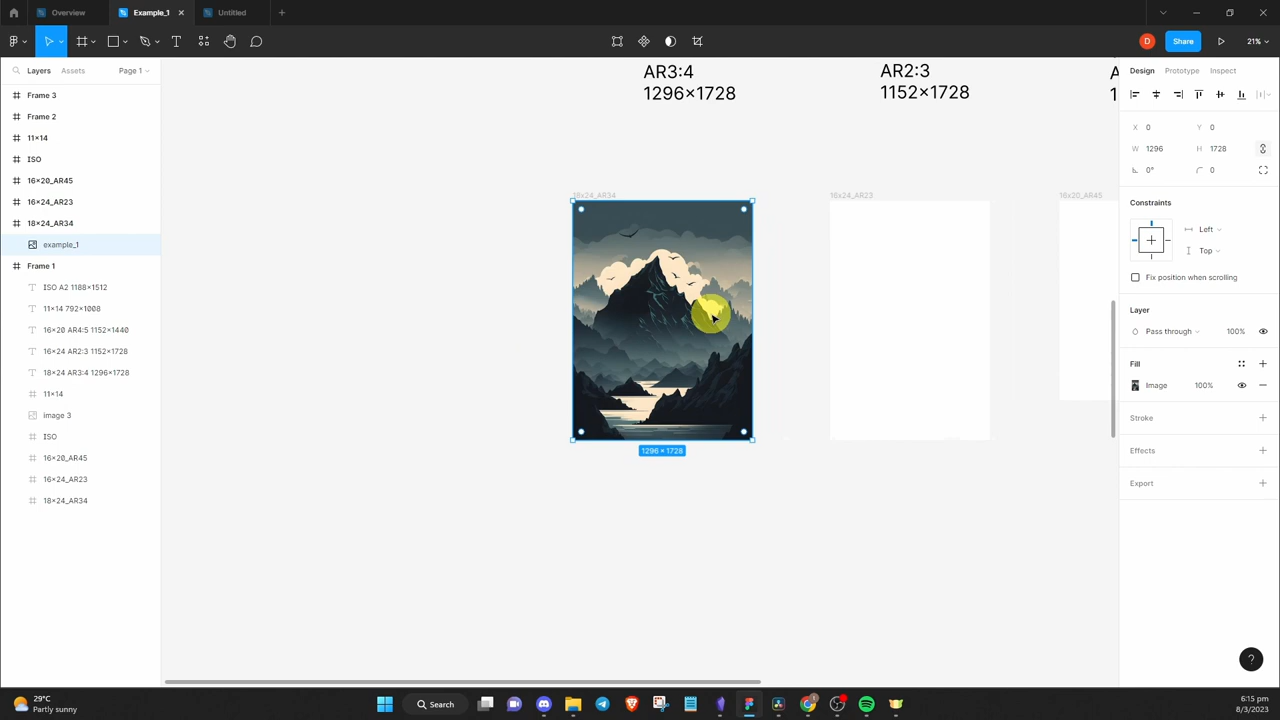 Overview
Example_1
Untitled
Share
21%
Layers
Assets
Page 1
Frame 3
Frame 2
11×14
ISO
16×20_AR45
16×24_AR23
18×24_AR34
example_1
Frame 1
ISO A2 1188×1512
11×14 792×1008
16×20 AR4:5 1152×1440
16×24 AR2:3 1152×1728
18×24 AR3:4 1296×1728
11×14
image 3
ISO
16×20_AR45
16×24_AR23
18×24_AR34
AR3:4
1296×1728
AR2:3
1152×1728
18x24_AR34
16x24_AR23
16x20_AR45
1296 × 1728
D
Design
Prototype
Inspect
X 0
Y 0
W 1296
H 1728
0°
0
Constraints
Left
Top
Fix position when scrolling
Layer
Pass through
100%
Fill
Image
100%
Stroke
Effects
Export
?
29°C
Partly sunny
Search
6:15 pm
8/3/2023